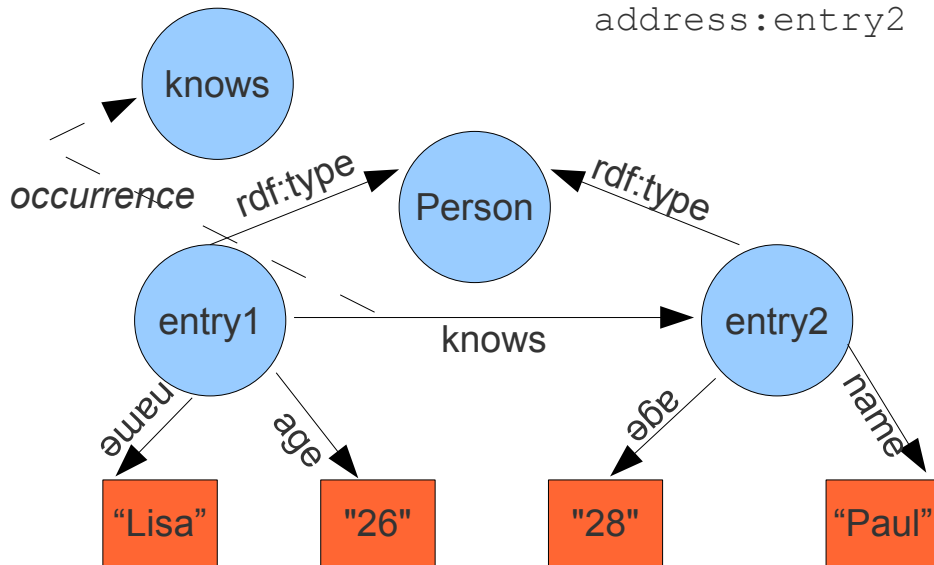 address:entry2
knows
occurrence
rdf:type
Person
rdf:type
entry1
knows
entry2
name
age
age
name
“Lisa”
"26"
"28"
“Paul”